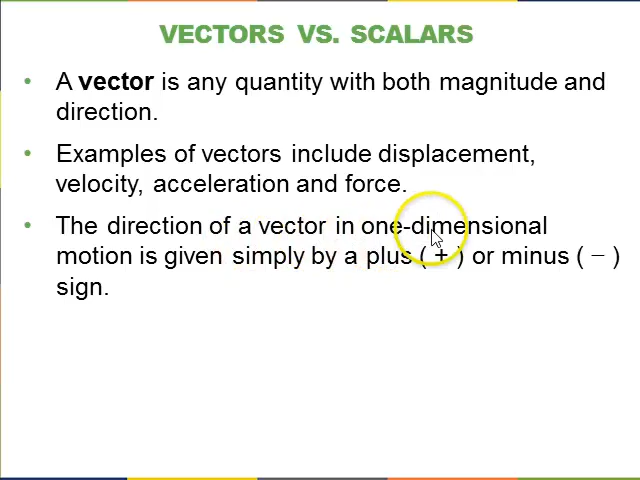 VECTORS VS. SCALARS
• A vector is any quantity with both magnitude and
direction.
• Examples of vectors include displacement,
velocity, acceleration and force.
• The direction of a vector in one-dimensional
motion is given simply by a plus ( + ) or minus ( − )
sign.